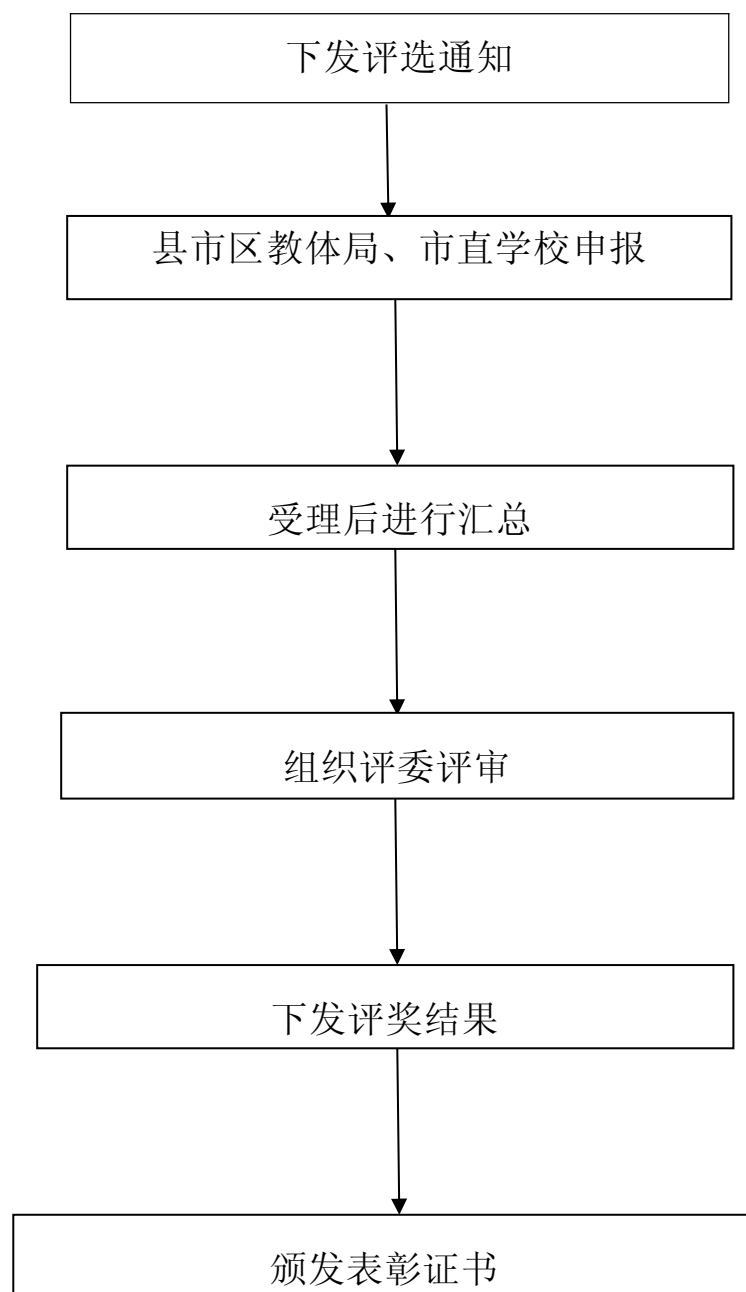 下发评选通知
县市区教体局、市直学校申报
受理后进行汇总
组织评委评审
下发评奖结果
颁发表彰证书